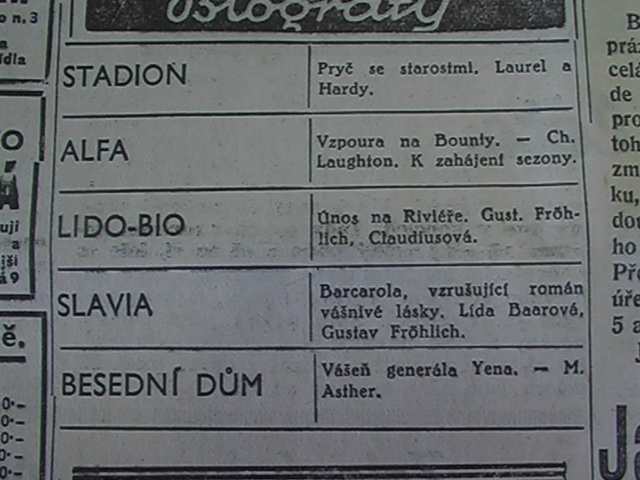 Biografy
STADION
Pryč se starostmi. Laurel a
Hardy.
ALFA
Vzpoura na Bounty. — Ch.
Laughton. K zahájení sezony.
LIDO-BIO
Únos na Riviéře. Gust. Fröh-
lich, Claudiusová.
SLAVIA
Barcarola, vzrušující román
vášnivé lásky. Lída Baarová,
Gustav Fröhlich.
BESEDNÍ DŮM
Vášeň generála Yena. — M.
Asther.